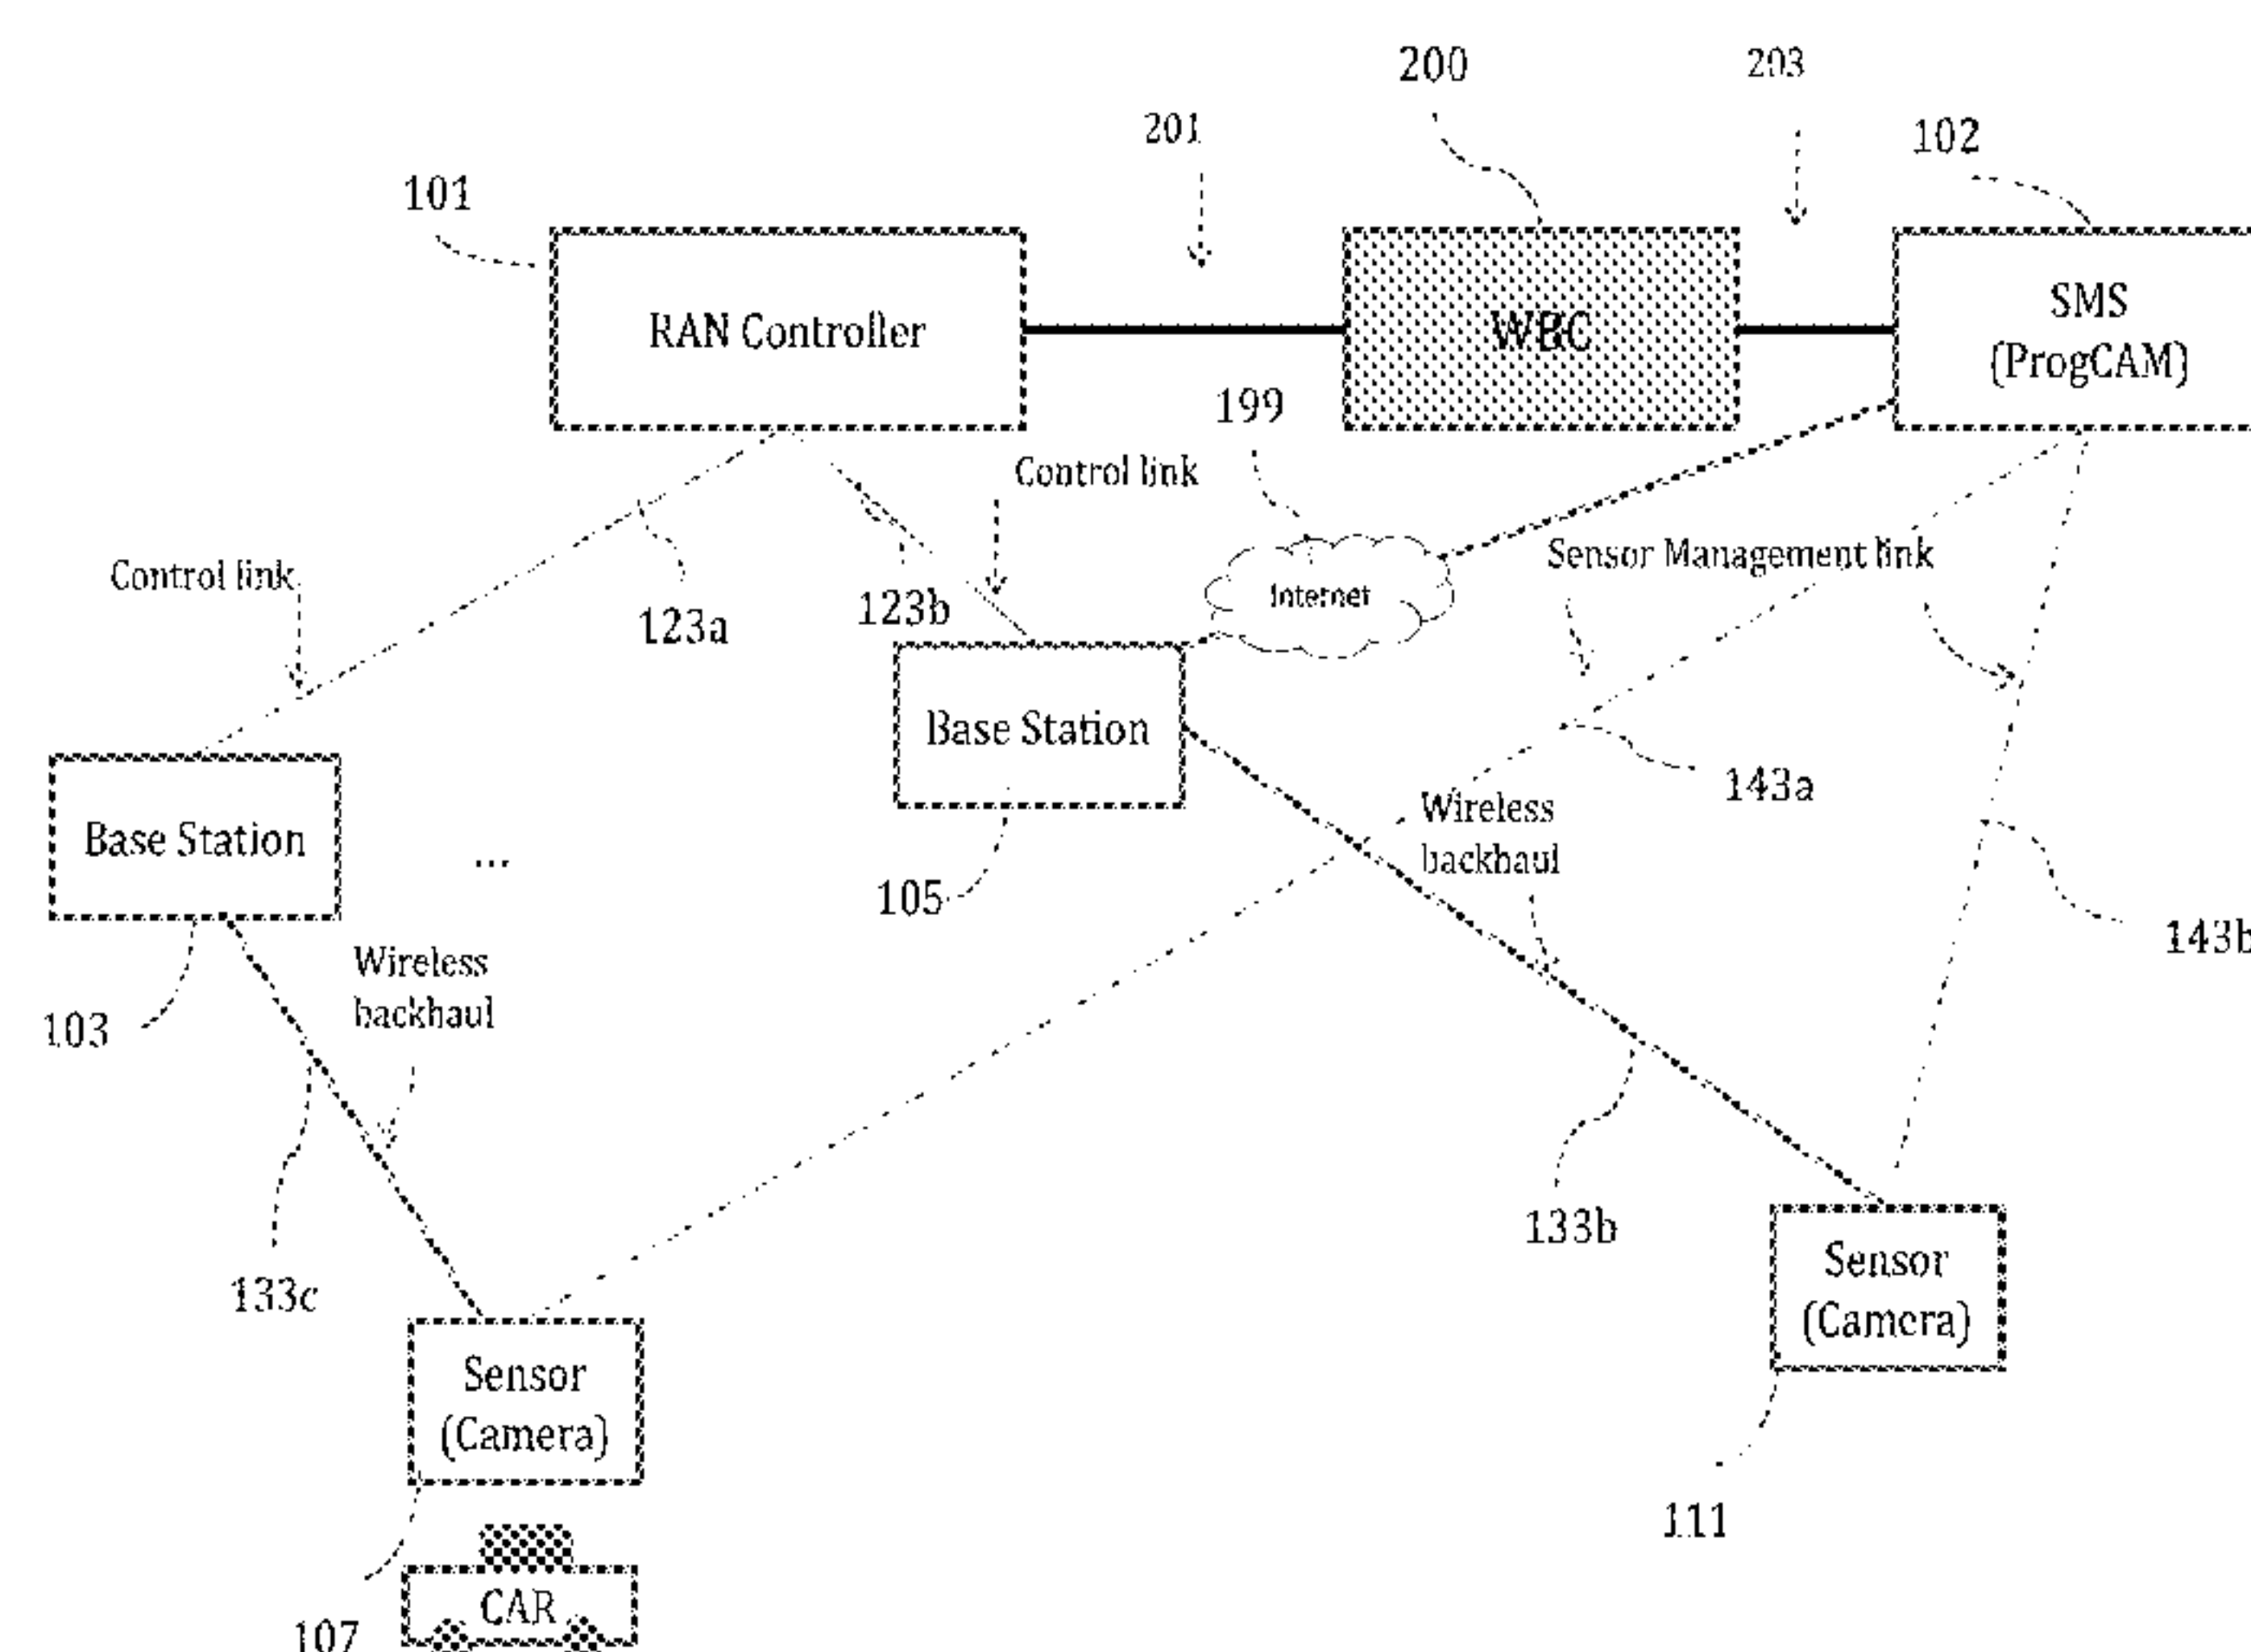 200
203
201
102
101
RAN Controller
WBC
SMS
(ProgCAM)
199
Control link
Control link
Internet
Sensor Management link
123a
123b
Base Station
143a
Base Station
...
Wireless
backhaul
105
143b
Wireless
backhaul
103
133b
133c
Sensor
(Camera)
Sensor
(Camera)
111
CAR
107